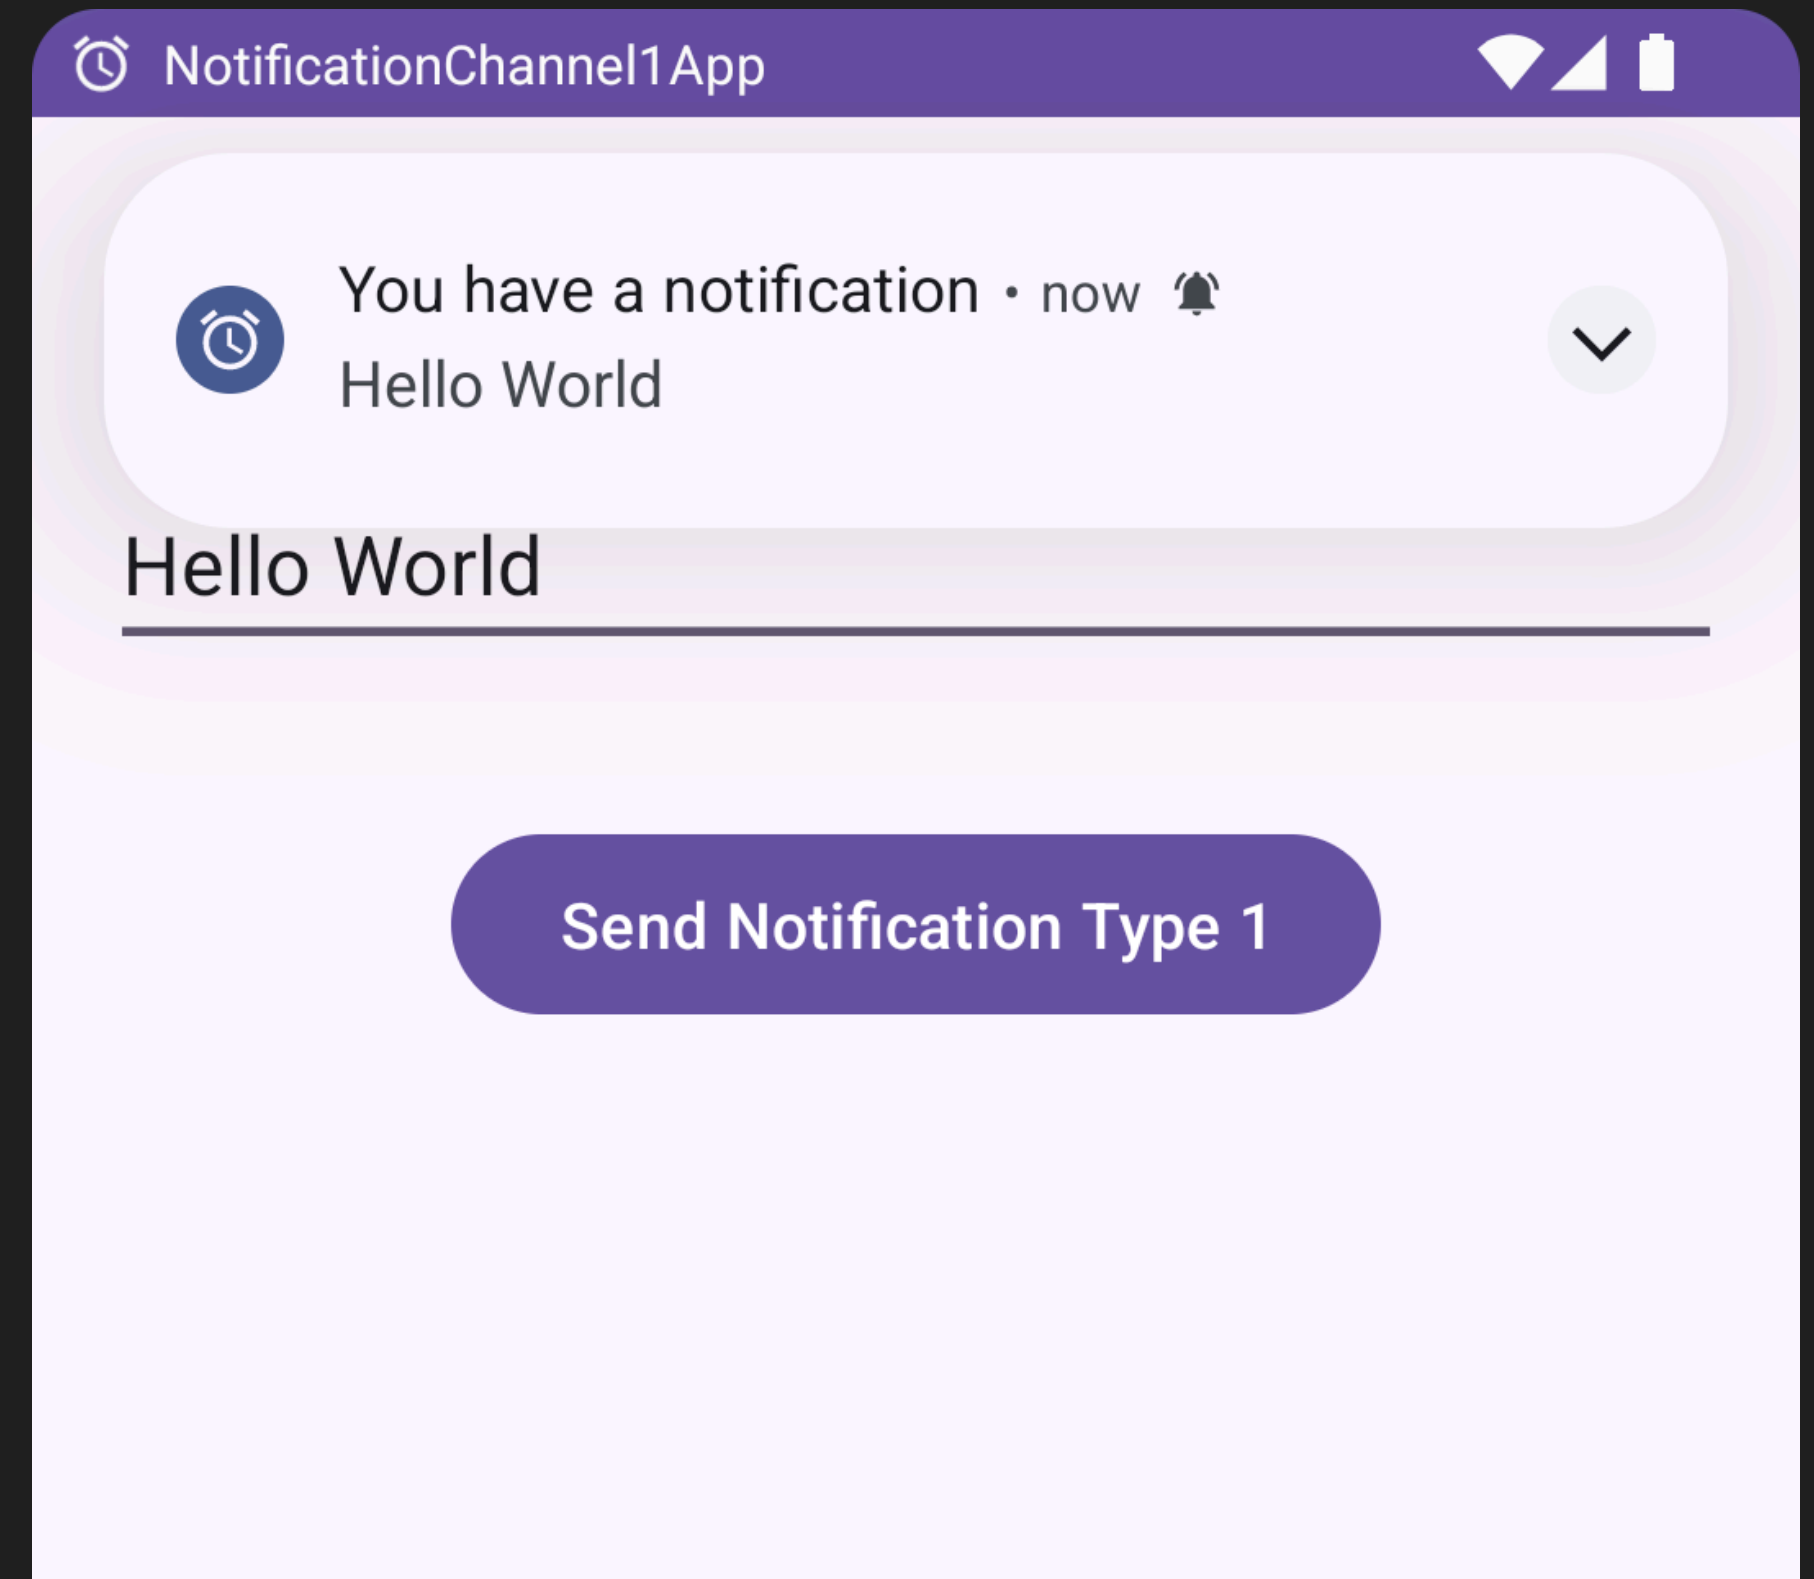 NotificationChannel1App
You have a notification • now
Hello World
Hello World
Send Notification Type 1